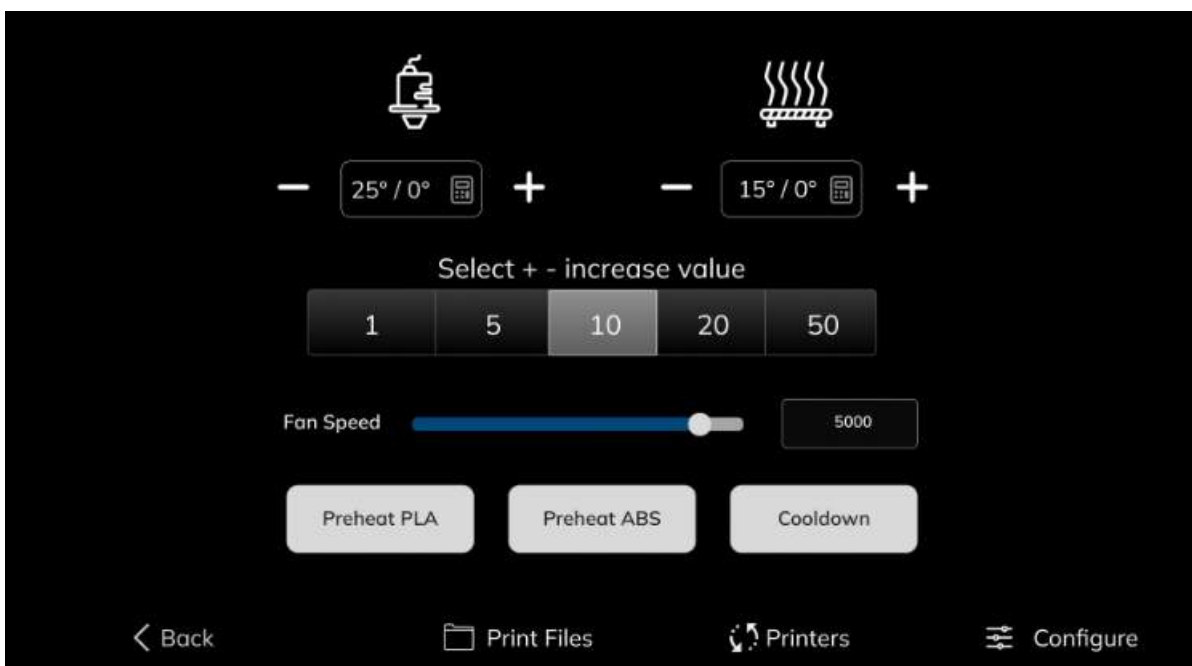 25° / 0°
15° / 0°
Select + - increase value
1 5 10 20 50
Fan Speed 5000
Preheat PLA Preheat ABS Cooldown
Back Print Files Printers Configure